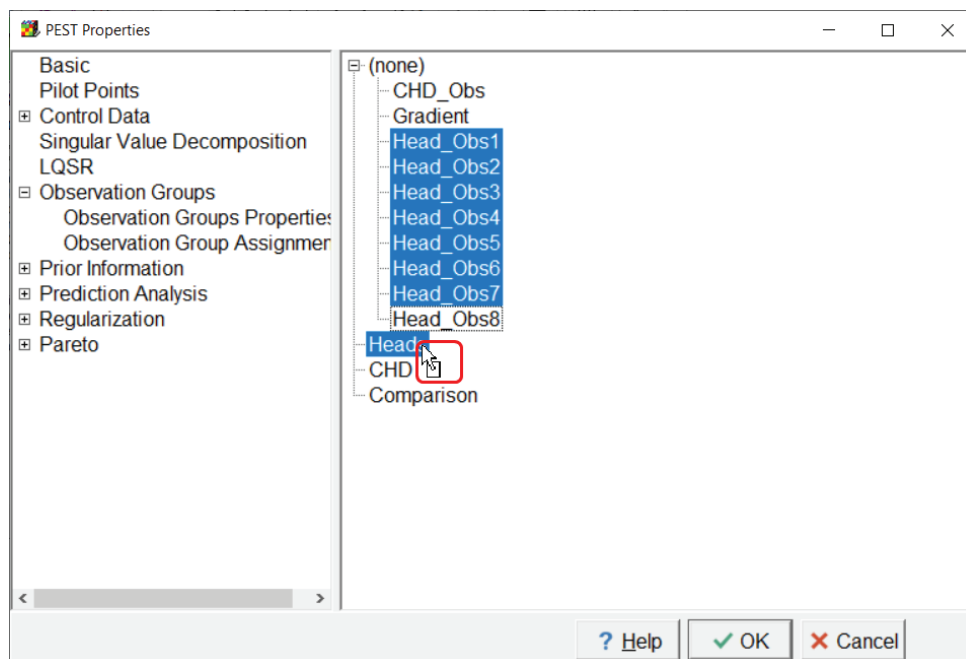 PEST Properties
Basic
Pilot Points
Control Data
Singular Value Decomposition
LQSR
Observation Groups
Observation Groups Properties
Observation Group Assignmen
Prior Information
Prediction Analysis
Regularization
Pareto
(none)
CHD_Obs
Gradient
Head_Obs1
Head_Obs2
Head_Obs3
Head_Obs4
Head_Obs5
Head_Obs6
Head_Obs7
Head_Obs8
Heads
CHD
Comparison
? Help
OK
Cancel